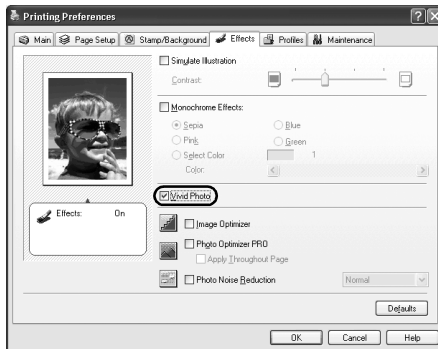 Printing Preferences
Main Page Setup Stamp/Background Effects Profiles Maintenance
Simulate Illustration
Contrast:
Monochrome Effects:
Sepia Blue
Pink Green
Select Color 1
Color:
Vivid Photo
Effects: On
Image Optimizer
Photo Optimizer PRO
Apply Throughout Page
Photo Noise Reduction Normal
Defaults
OK Cancel Help